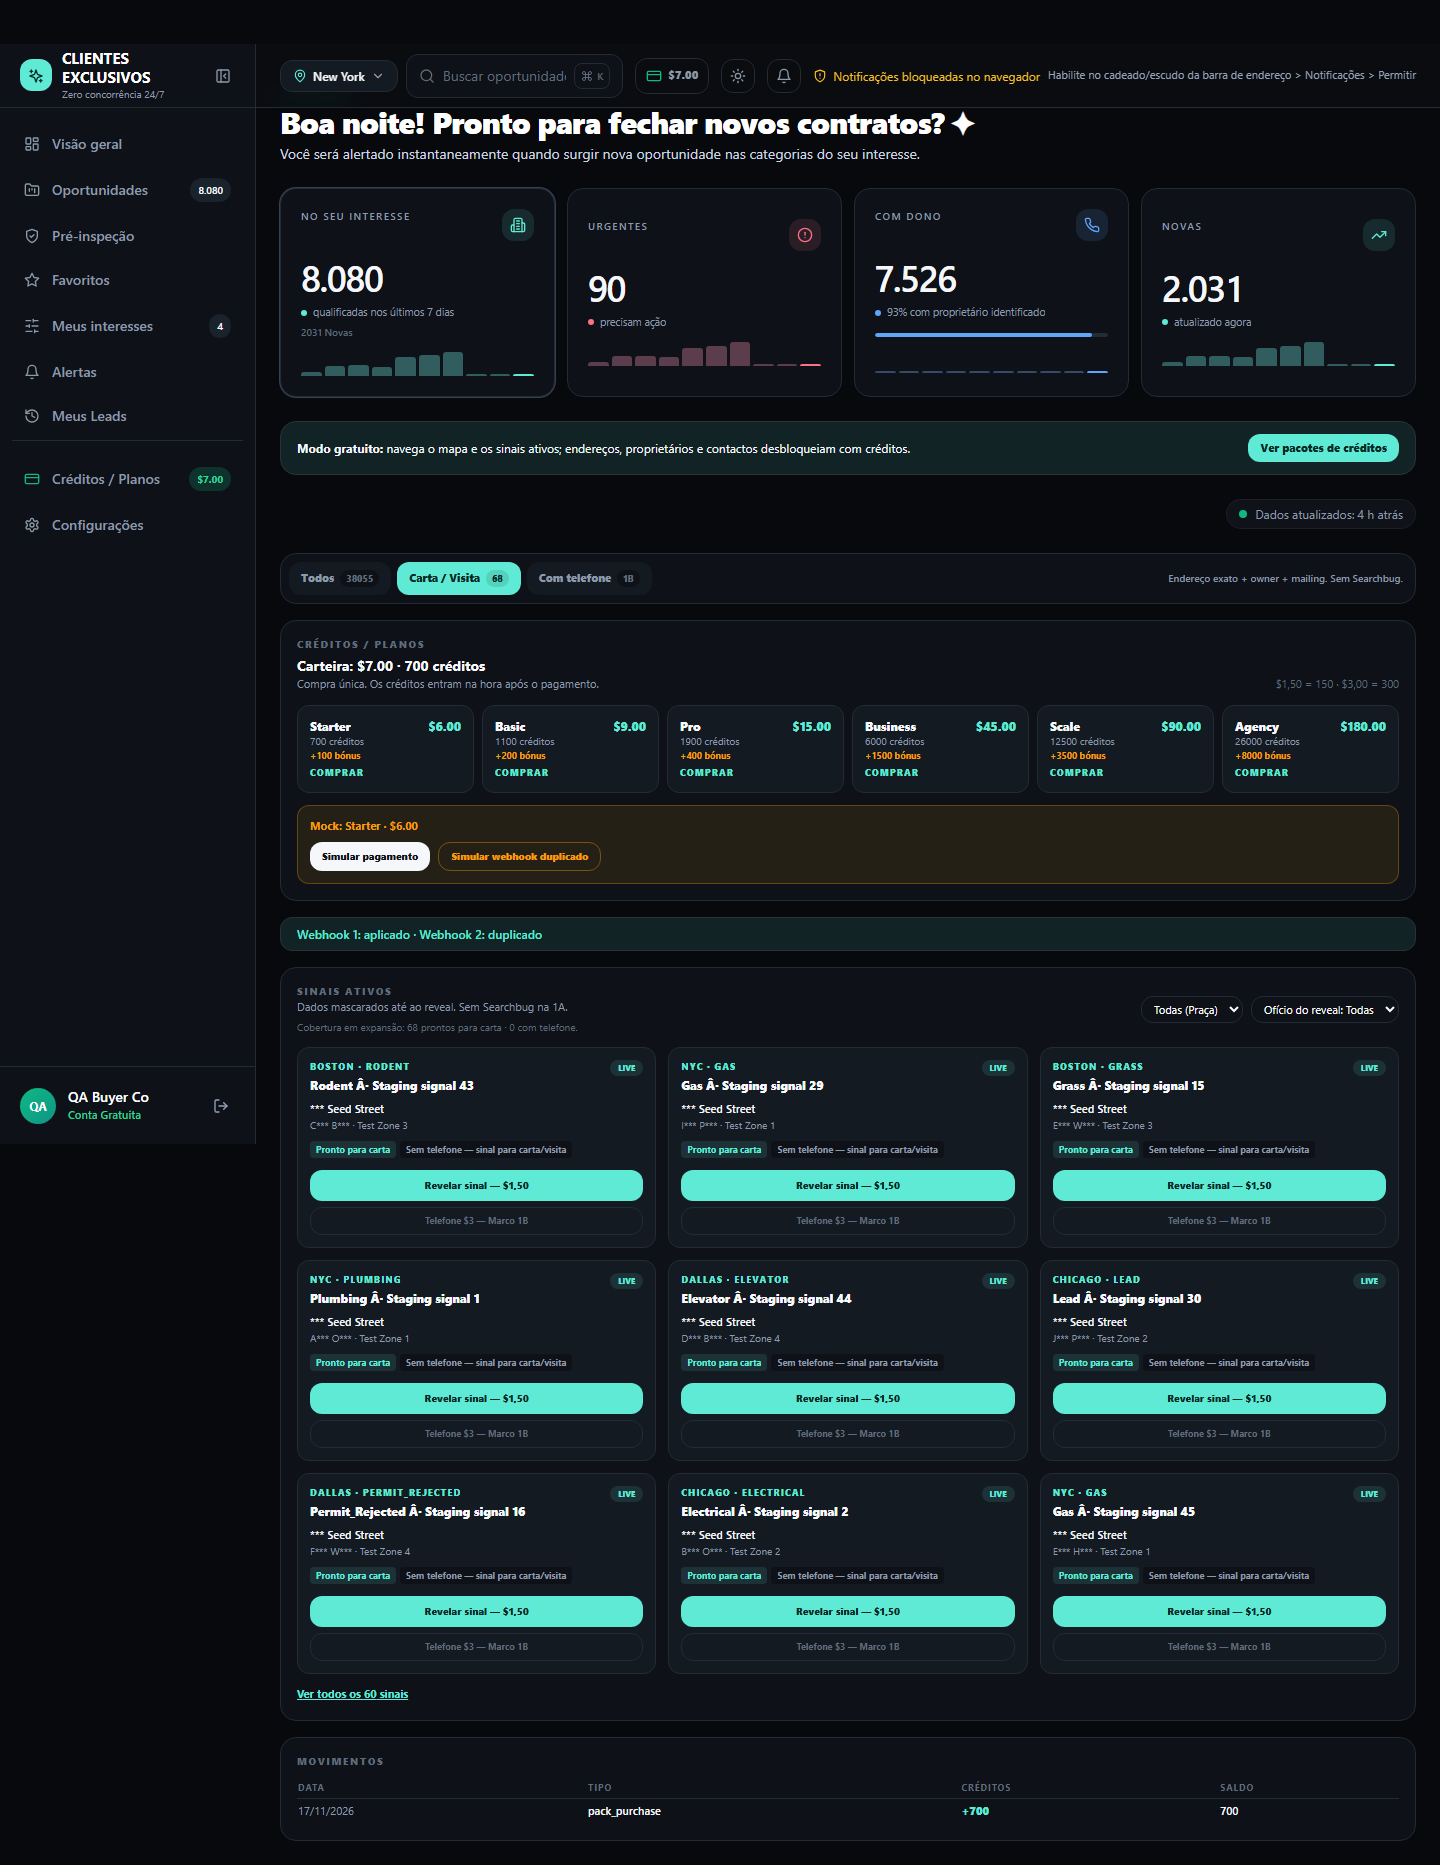 CLIENTES
EXCLUSIVOS
Zero concorrência 24/7
New York
Buscar oportunidad
⌘ K
$7.00
Notificações bloqueadas no navegador
Habilite no cadeado/escudo da barra de endereço > Notificações > Permitir
Visão geral
Oportunidades
8.080
Pré-inspeção
Favoritos
Meus interesses
4
Alertas
Meus Leads
Créditos / Planos
$7.00
Configurações
QA
QA Buyer Co
Conta Gratuita
Boa noite! Pronto para fechar novos contratos? ✦
Você será alertado instantaneamente quando surgir nova oportunidade nas categorias do seu interesse.
NO SEU INTERESSE
8.080
qualificadas nos últimos 7 dias
2031 Novas
URGENTES
90
precisam ação
COM DONO
7.526
93% com proprietário identificado
NOVAS
2.031
atualizado agora
Modo gratuito: navega o mapa e os sinais ativos; endereços, proprietários e contactos desbloqueiam com créditos.
Ver pacotes de créditos
Dados atualizados: 4 h atrás
Todos 38055
Carta / Visita 68
Com telefone 1B
Endereço exato + owner + mailing. Sem Searchbug.
CRÉDITOS / PLANOS
Carteira: $7.00 · 700 créditos
Compra única. Os créditos entram na hora após o pagamento.
$1,50 = 150 · $3,00 = 300
Starter $6.00
700 créditos
+100 bónus
COMPRAR
Basic $9.00
1100 créditos
+200 bónus
COMPRAR
Pro $15.00
1900 créditos
+400 bónus
COMPRAR
Business $45.00
6000 créditos
+1500 bónus
COMPRAR
Scale $90.00
12500 créditos
+3500 bónus
COMPRAR
Agency $180.00
26000 créditos
+8000 bónus
COMPRAR
Mock: Starter · $6.00
Simular pagamento
Simular webhook duplicado
Webhook 1: aplicado · Webhook 2: duplicado
SINAIS ATIVOS
Dados mascarados até ao reveal. Sem Searchbug na 1A.
Cobertura em expansão: 68 prontos para carta · 0 com telefone.
Todas (Praça)
Ofício do reveal: Todas
BOSTON · RODENT
LIVE
Rodent Â· Staging signal 43
*** Seed Street
C*** B*** · Test Zone 3
Pronto para carta
Sem telefone — sinal para carta/visita
Revelar sinal — $1,50
Telefone $3 — Marco 1B
NYC · GAS
LIVE
Gas Â· Staging signal 29
*** Seed Street
I*** P*** · Test Zone 1
Pronto para carta
Sem telefone — sinal para carta/visita
Revelar sinal — $1,50
Telefone $3 — Marco 1B
BOSTON · GRASS
LIVE
Grass Â· Staging signal 15
*** Seed Street
E*** W*** · Test Zone 3
Pronto para carta
Sem telefone — sinal para carta/visita
Revelar sinal — $1,50
Telefone $3 — Marco 1B
NYC · PLUMBING
LIVE
Plumbing Â· Staging signal 1
*** Seed Street
A*** O*** · Test Zone 1
Pronto para carta
Sem telefone — sinal para carta/visita
Revelar sinal — $1,50
Telefone $3 — Marco 1B
DALLAS · ELEVATOR
LIVE
Elevator Â· Staging signal 44
*** Seed Street
D*** B*** · Test Zone 4
Pronto para carta
Sem telefone — sinal para carta/visita
Revelar sinal — $1,50
Telefone $3 — Marco 1B
CHICAGO · LEAD
LIVE
Lead Â· Staging signal 30
*** Seed Street
J*** P*** · Test Zone 2
Pronto para carta
Sem telefone — sinal para carta/visita
Revelar sinal — $1,50
Telefone $3 — Marco 1B
DALLAS · PERMIT_REJECTED
LIVE
Permit_Rejected Â· Staging signal 16
*** Seed Street
F*** W*** · Test Zone 4
Pronto para carta
Sem telefone — sinal para carta/visita
Revelar sinal — $1,50
Telefone $3 — Marco 1B
CHICAGO · ELECTRICAL
LIVE
Electrical Â· Staging signal 2
*** Seed Street
B*** O*** · Test Zone 2
Pronto para carta
Sem telefone — sinal para carta/visita
Revelar sinal — $1,50
Telefone $3 — Marco 1B
NYC · GAS
LIVE
Gas Â· Staging signal 45
*** Seed Street
E*** H*** · Test Zone 1
Pronto para carta
Sem telefone — sinal para carta/visita
Revelar sinal — $1,50
Telefone $3 — Marco 1B
Ver todos os 60 sinais
MOVIMENTOS
DATA TIPO CRÉDITOS SALDO
17/11/2026 pack_purchase +700 700